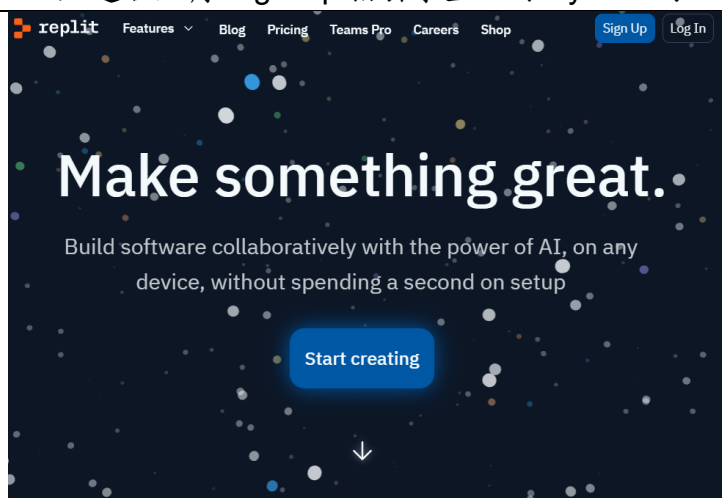 replit Features Blog Pricing Teams Pro Careers Shop Sign Up Log In
Make something great.
Build software collaboratively with the power of AI, on any
device, without spending a second on setup
Start creating